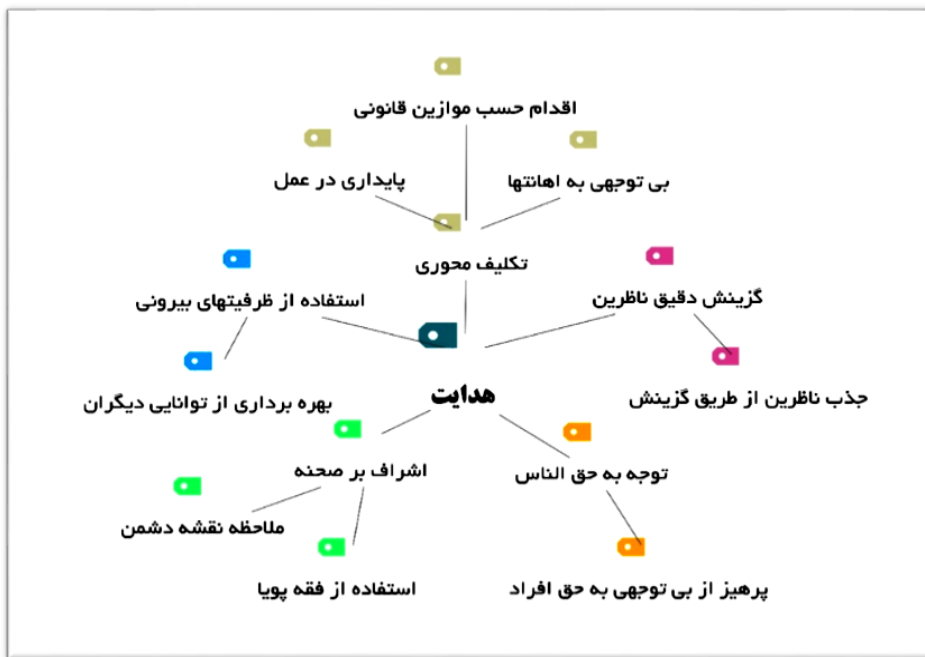 اقدام حسب موازین قانونی
پایداری در عمل
بی توجهی به اهانتها
تکلیف محوری
گزینش دقیق ناظرین
استفاده از ظرفیتهای بیرونی
جذب ناظرین از طریق گزینش
بهره برداری از توانایی دیگران
هدایت
توجه به حق الناس
اشراف بر صحنه
ملاحظه نقشه دشمن
پرهیز از بی توجهی به حق افراد
استفاده از فقه پویا